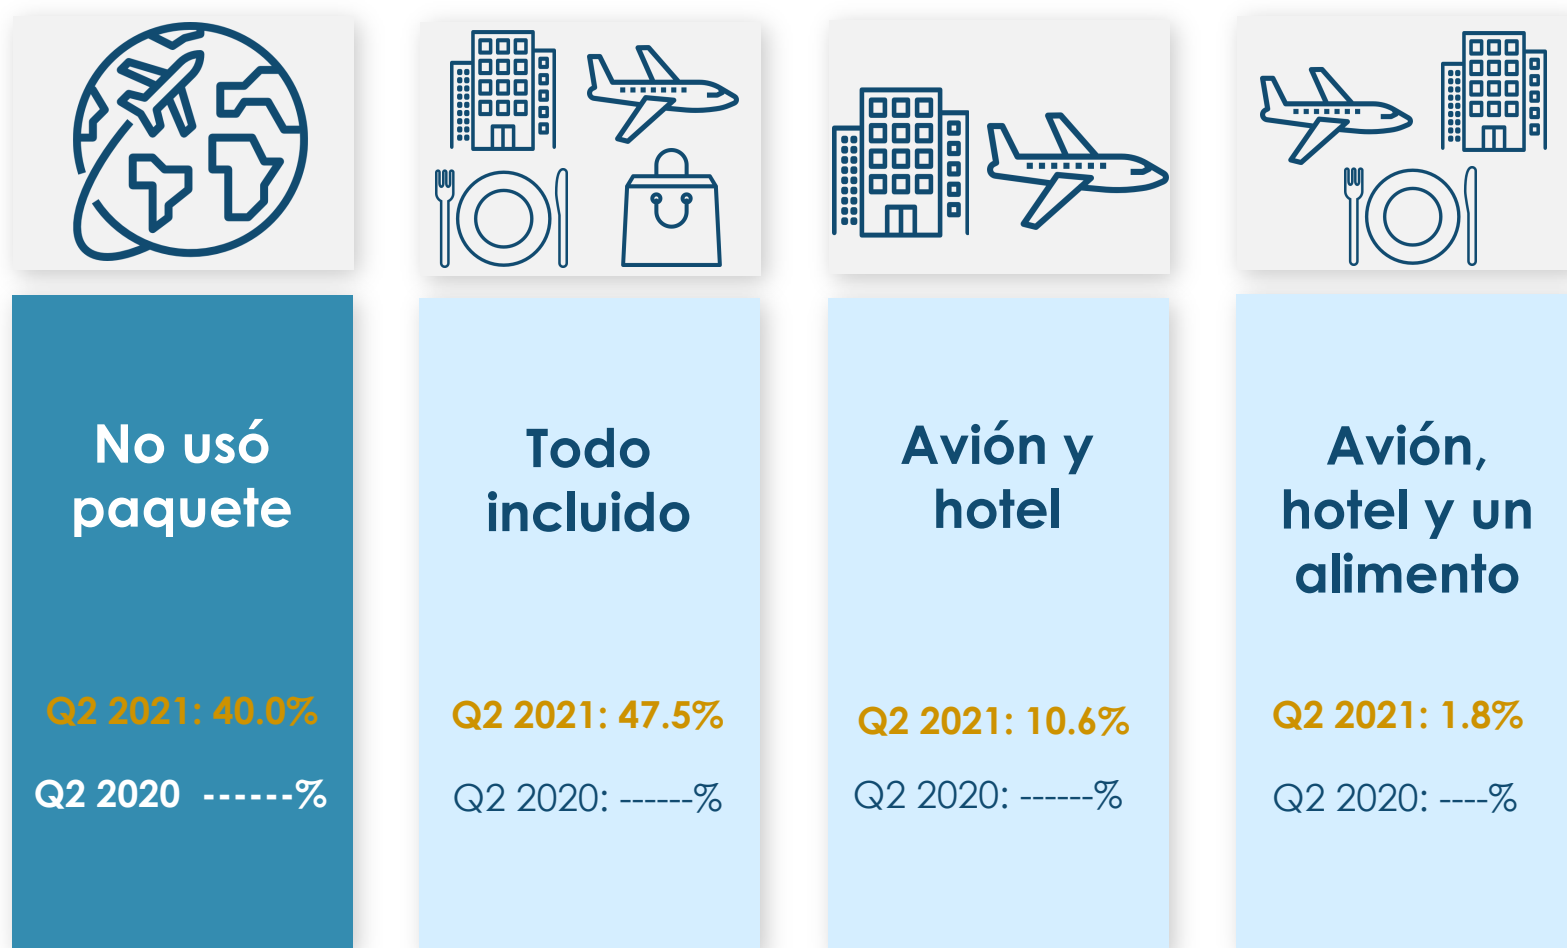 No usó
paquete
Q2 2021: 40.0%
Q2 2020 ------%
Todo
incluido
Q2 2021: 47.5%
Q2 2020: ------%
Avión y
hotel
Q2 2021: 10.6%
Q2 2020: ------%
Avión,
hotel y un
alimento
Q2 2021: 1.8%
Q2 2020: ----%